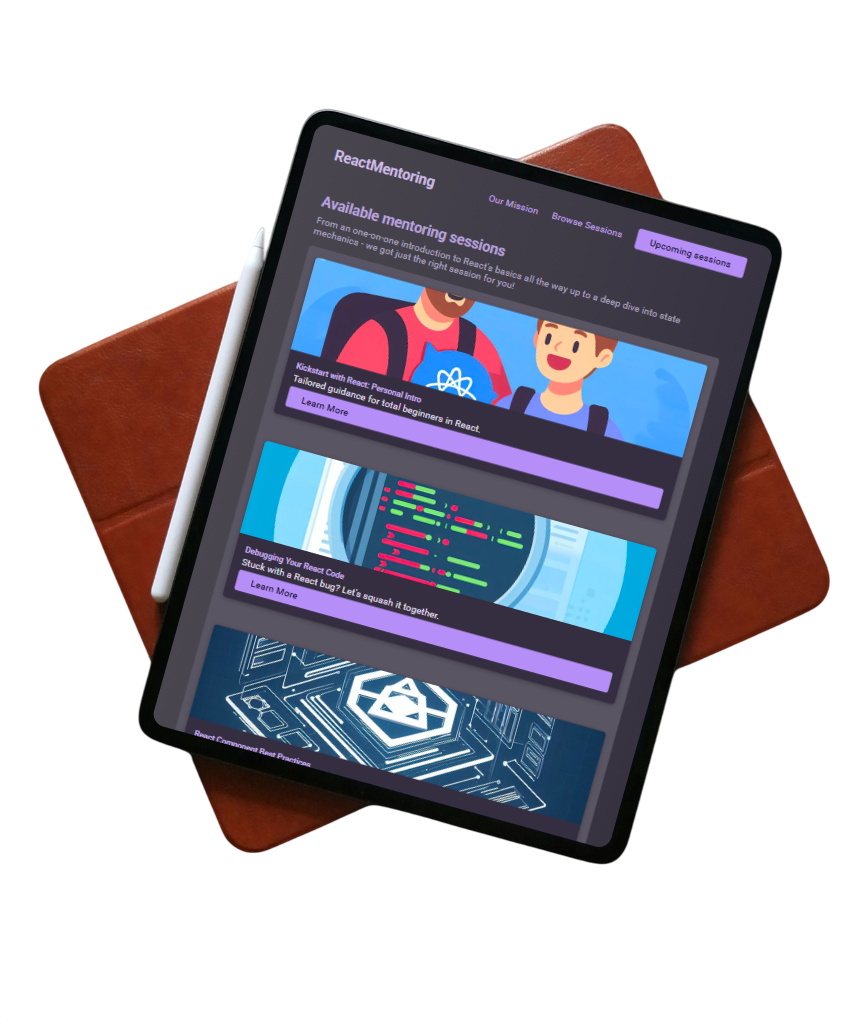 ReactMentoring
Our Mission
Browse Sessions
Upcoming sessions
Available mentoring sessions
From an one-on-one introduction to React's basics all the way up to a deep dive into state
mechanics - we got just the right session for you!
Kickstart with React: Personal Intro
Tailored guidance for total beginners in React.
Learn More
Debugging Your React Code
Stuck with a React bug? Let's squash it together.
Learn More
React Component Best Practices